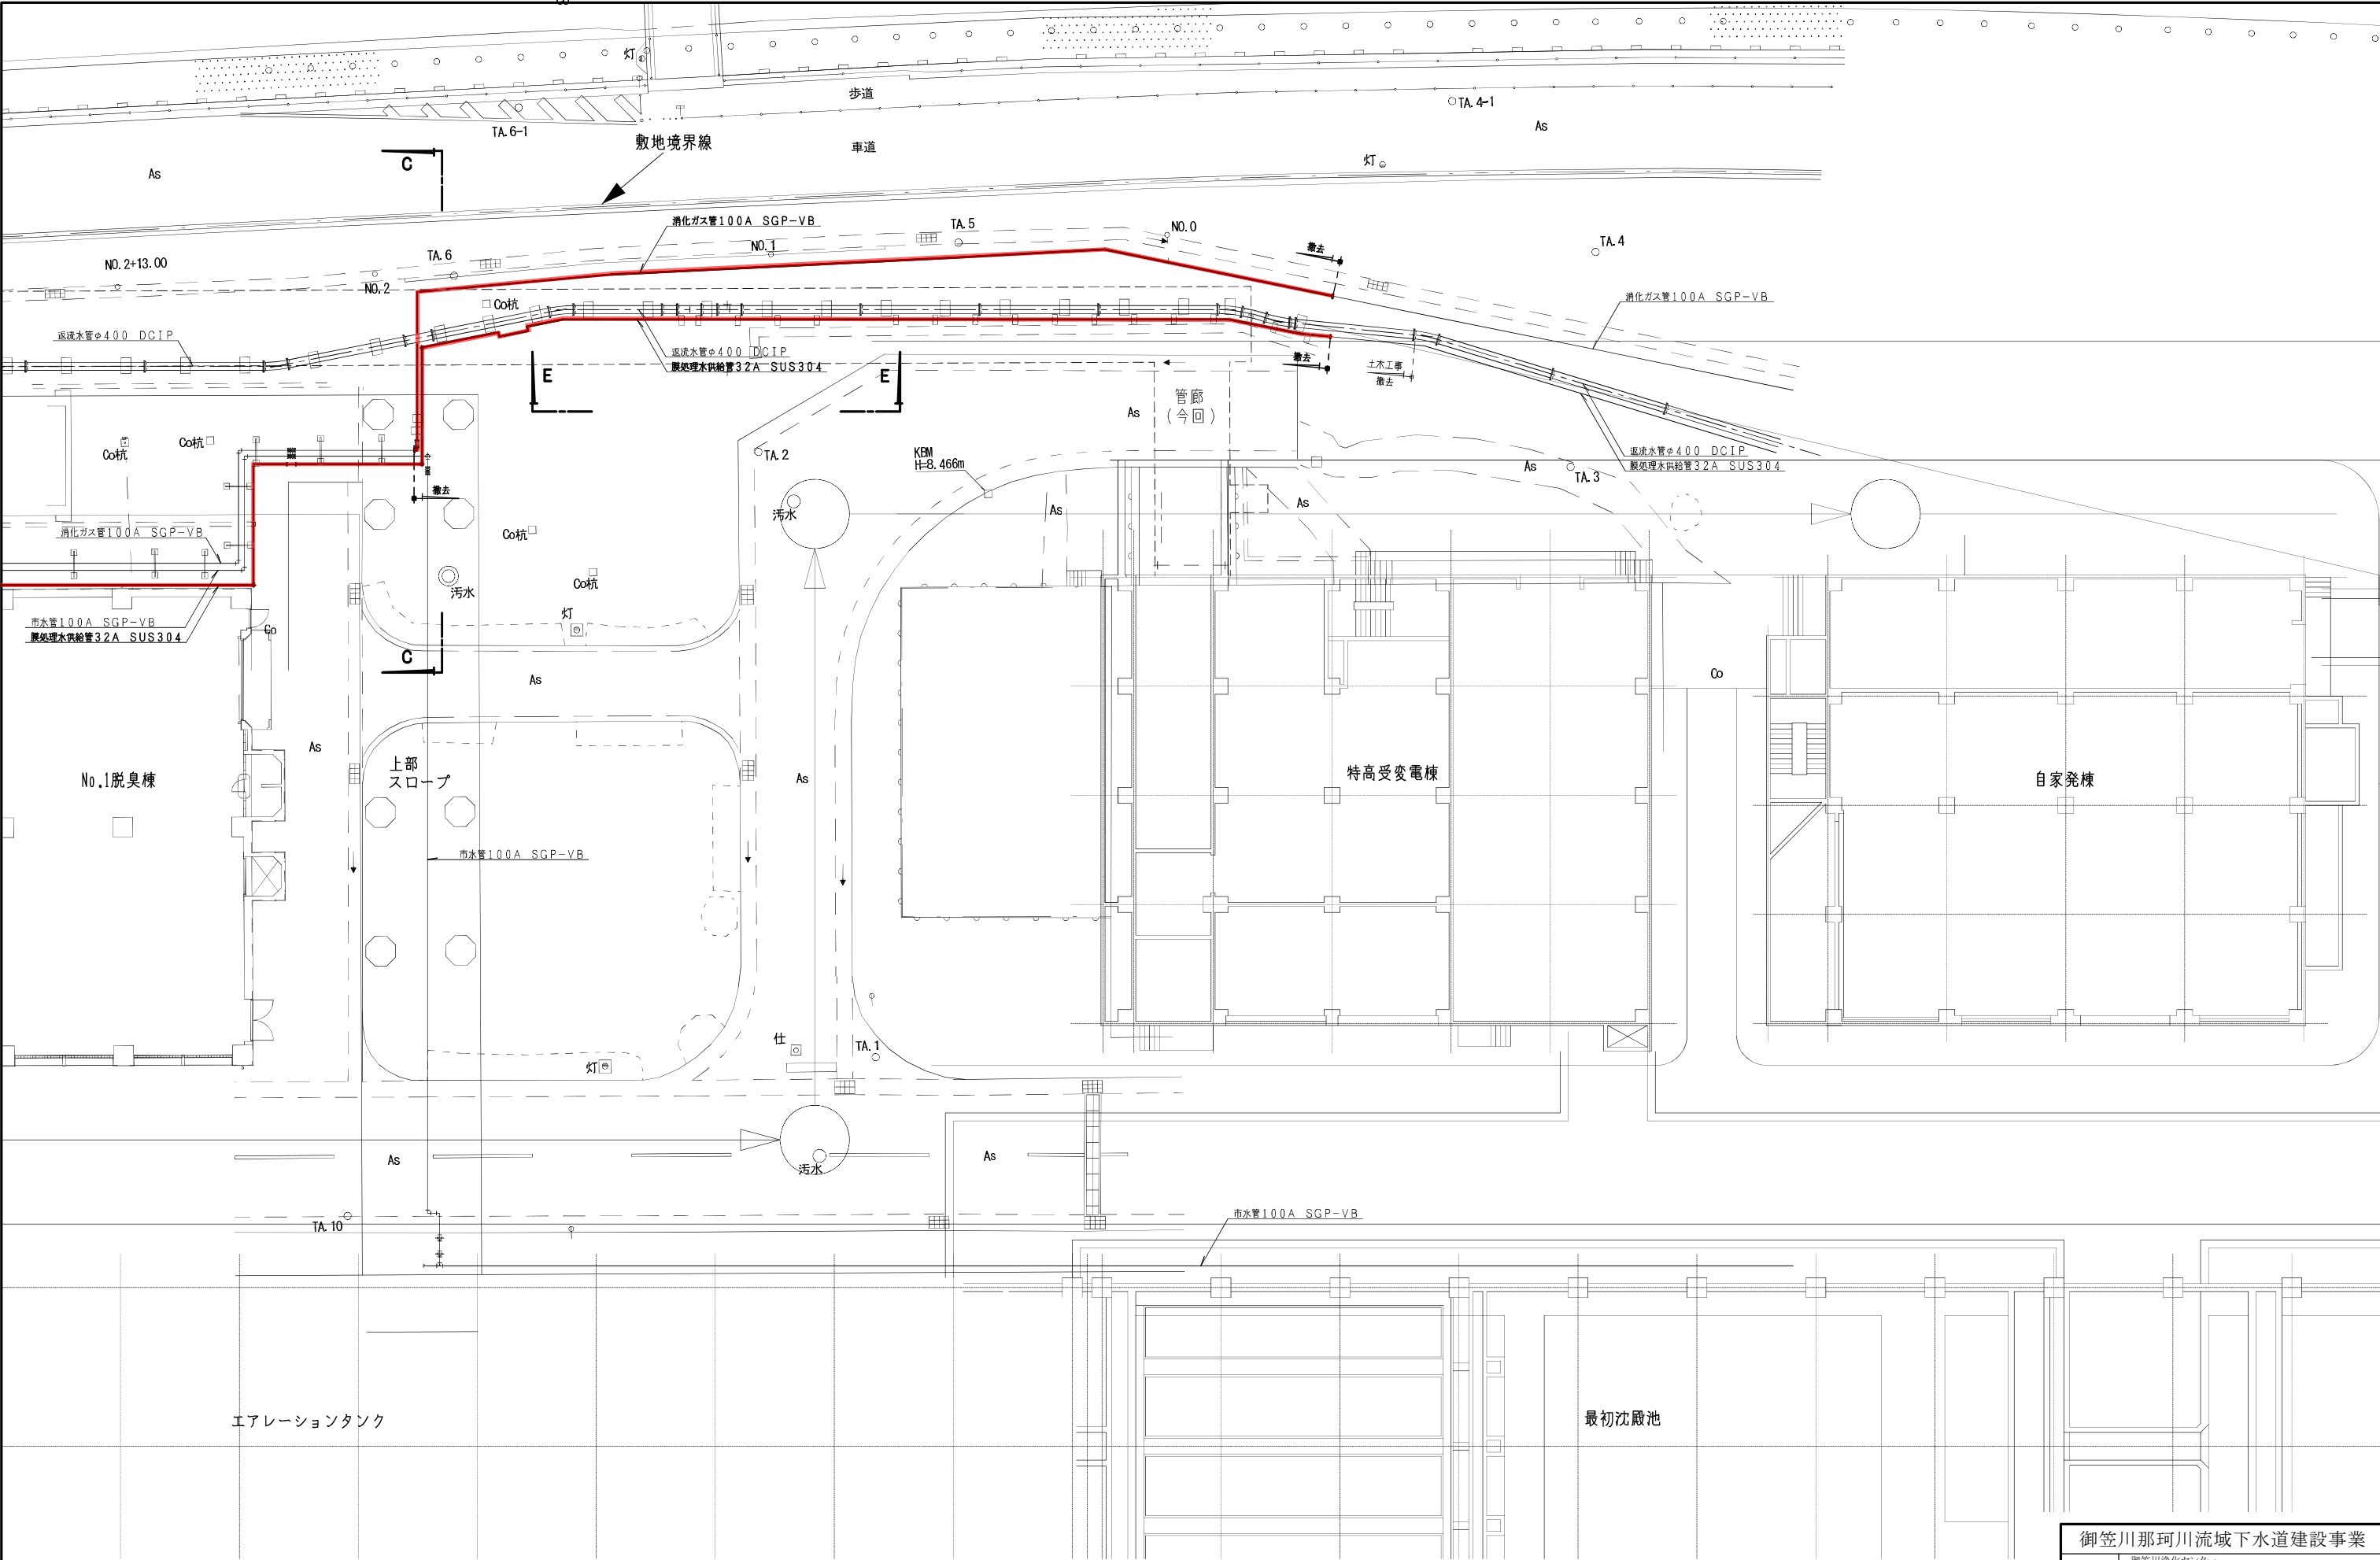 灯
歩道
TA.4-1
TA.6-1
As
敷地境界線
車道
C
灯
As
消化ガス管100A SGP-VB
TA.5
NO.0
NO.1
TA.4
TA.6
撤去
NO.2+13.00
NO.2
Co杭
消化ガス管100A SGP-VB
返流水管φ400 DCIP
返流水管φ400 DCIP
膜処理水供給管32A SUS304
撤去
土木工事
撤去
E
E
管廊
(今回)
As
Co杭
Co杭
TA.2
KBM
H=8.466m
返流水管φ400 DCIP
膜処理水供給管32A SUS304
As
TA.3
撤去
汚水
As
As
消化ガス管100A SGP-VB
Co杭
Co杭
汚水
灯
市水管100A SGP-VB
膜処理水供給管32A SUS304
Co
C
As
Co
As
No.1脱臭棟
上部
スロープ
As
特高受変電棟
自家発棟
市水管100A SGP-VB
仕
TA.1
灯
As
汚水
As
TA.10
市水管100A SGP-VB
エアレーションタンク
最初沈殿池
御笠川那珂川流域下水道建設事業